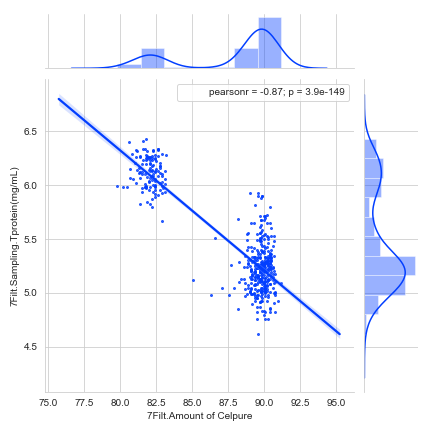 pearsonr = -0.87; p = 3.9e-149
6.5
6.0
5.5
5.0
4.5
7Filt.Sampling.Tprotein(mg/mL)
75.0 77.5 80.0 82.5 85.0 87.5 90.0 92.5 95.0
7Filt.Amount of Celpure